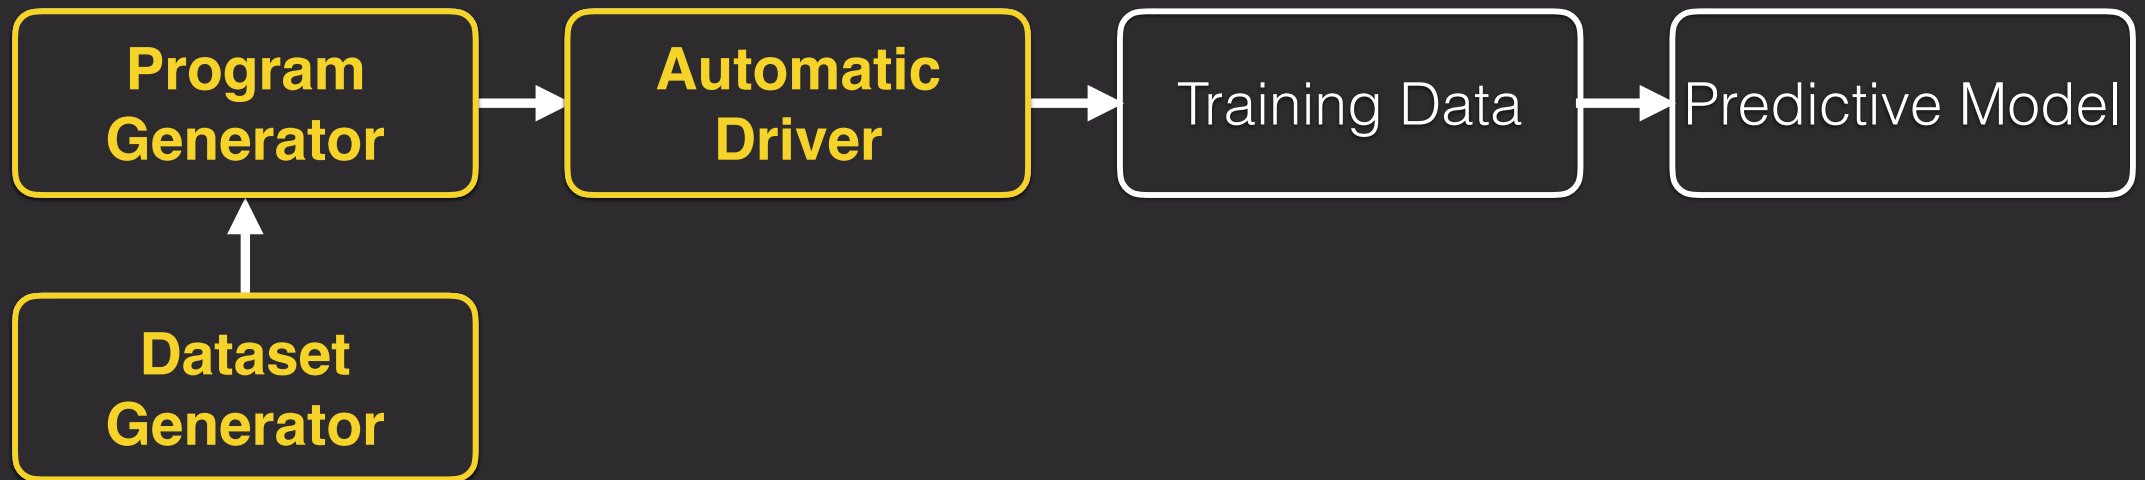 Program
Generator
Automatic
Driver
Training Data
Predictive Model
Dataset
Generator